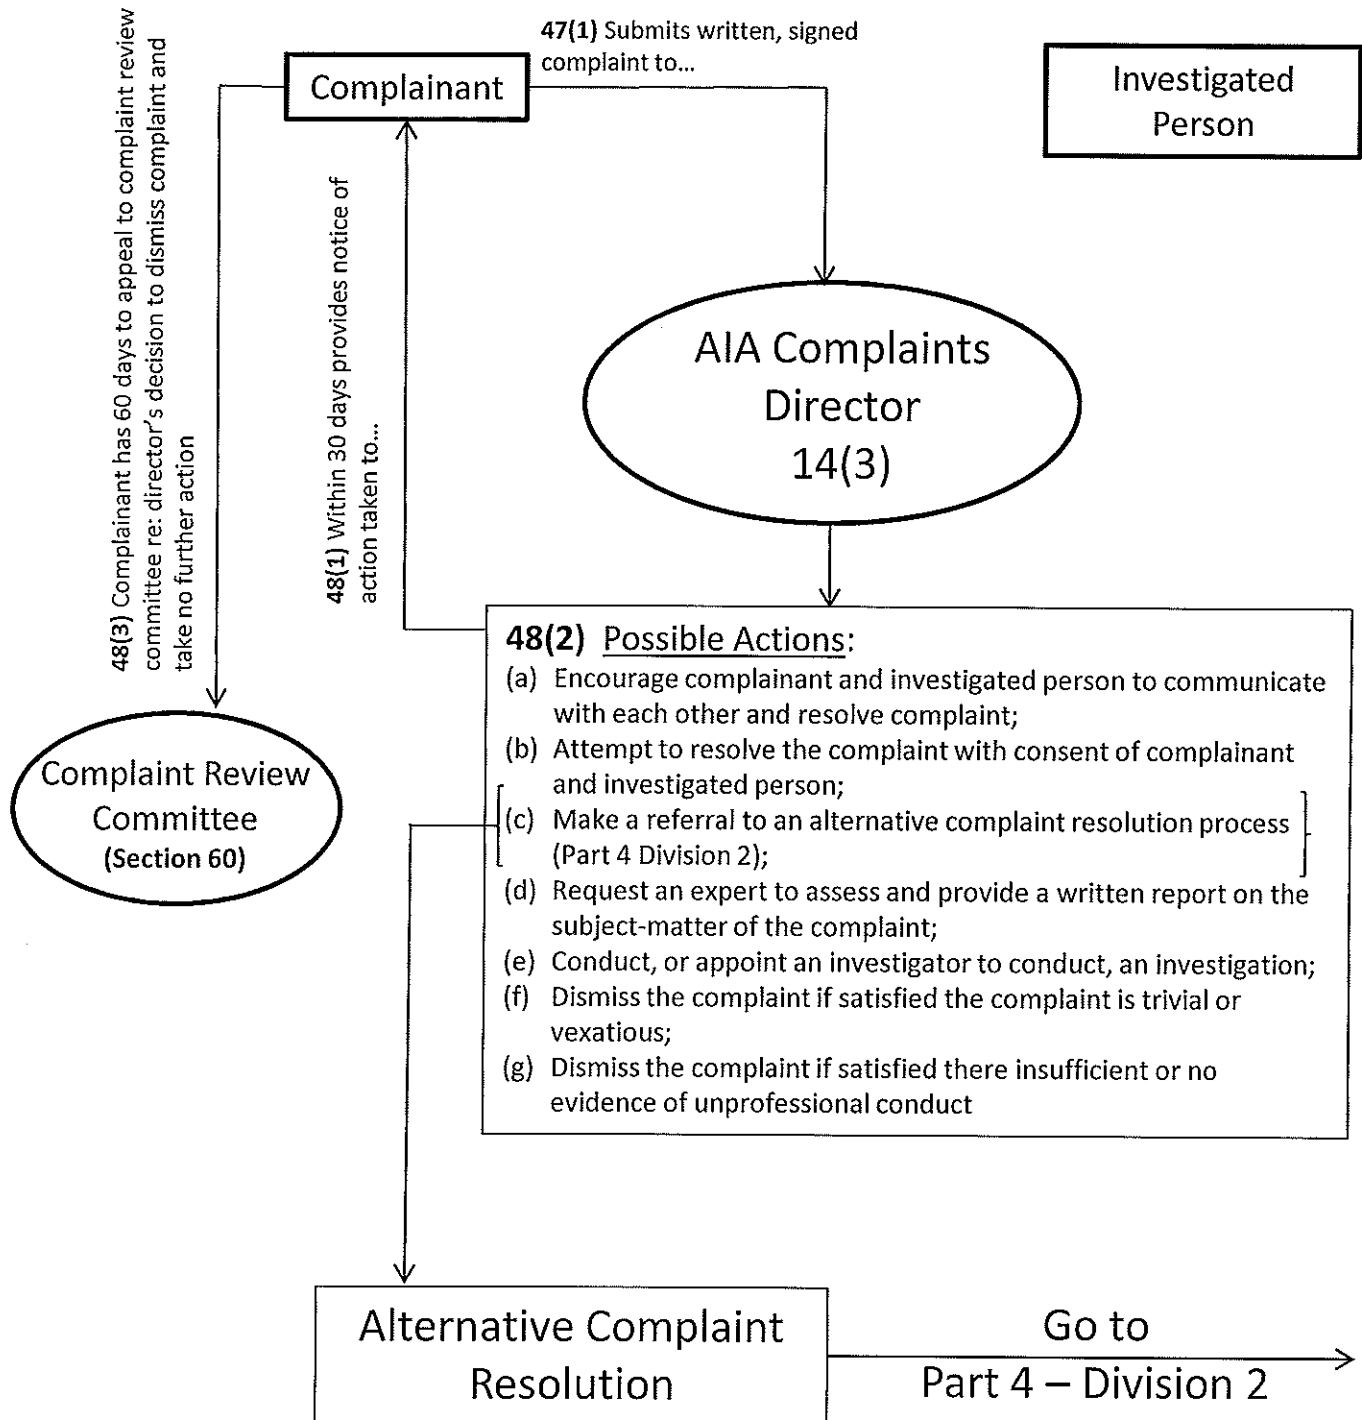 47(1) Submits written, signed
complaint to...
Complainant
Investigated
Person
48(3) Complainant has 60 days to appeal to complaint review
committee re: director's decision to dismiss complaint and
take no further action
48(1) Within 30 days provides notice of
action taken to...
AIA Complaints
Director
14(3)
48(2) Possible Actions:
(a) Encourage complainant and investigated person to communicate
with each other and resolve complaint;
(b) Attempt to resolve the complaint with consent of complainant
and investigated person;
(c) Make a referral to an alternative complaint resolution process
(Part 4 Division 2);
(d) Request an expert to assess and provide a written report on the
subject-matter of the complaint;
(e) Conduct, or appoint an investigator to conduct, an investigation;
(f) Dismiss the complaint if satisfied the complaint is trivial or
vexatious;
(g) Dismiss the complaint if satisfied there insufficient or no
evidence of unprofessional conduct
Complaint Review
Committee
(Section 60)
Alternative Complaint
Resolution
Go to
Part 4 – Division 2